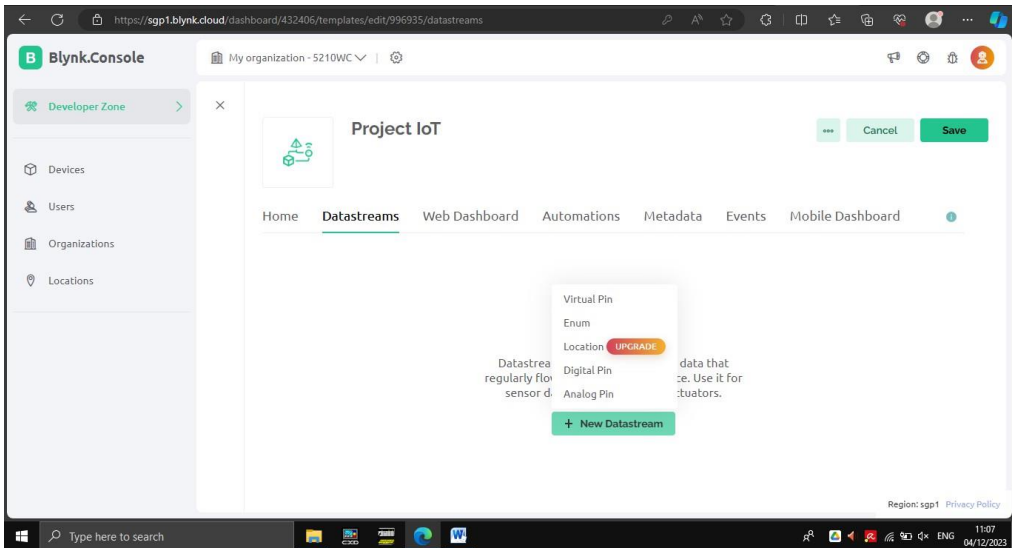 https://sgp1.blynk.cloud/dashboard/432406/templates/edit/996935/datastreams
B Blynk.Console
My organization - 5210WC
Developer Zone
Project IoT
Cancel
Save
Devices
Users
Organizations
Locations
Home Datastreams Web Dashboard Automations Metadata Events Mobile Dashboard
Virtual Pin
Enum
Location UPGRADE
Digital Pin
Analog Pin
Datastrea data that
regularly flo ce. Use it for
sensor d ctuators.
+ New Datastream
Region: sgp1 Privacy Policy
Type here to search
ENG
11:07
04/12/2023